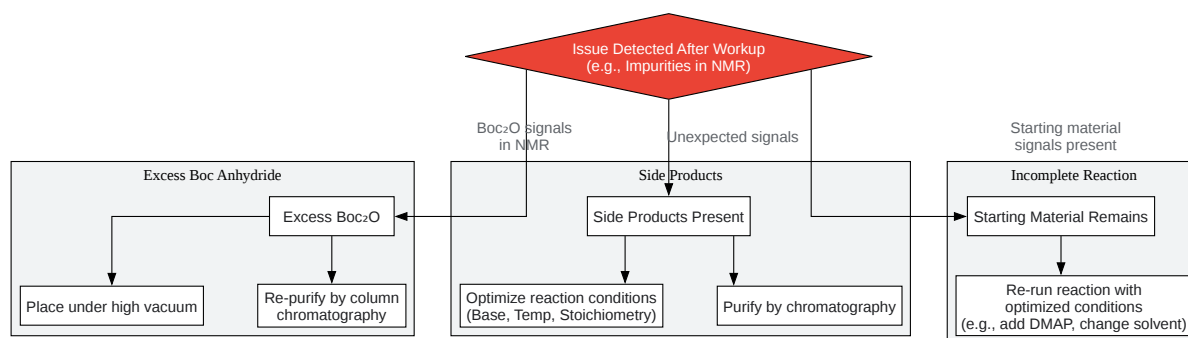 Issue Detected After Workup
(e.g., Impurities in NMR)
Boc₂O signals
in NMR
Unexpected signals
Starting material
signals present
Excess Boc Anhydride
Side Products
Incomplete Reaction
Excess Boc₂O
Side Products Present
Starting Material Remains
Place under high vacuum
Re-purify by column
chromatography
Optimize reaction conditions
(Base, Temp, Stoichiometry)
Purify by chromatography
Re-run reaction with
optimized conditions
(e.g., add DMAP, change solvent)